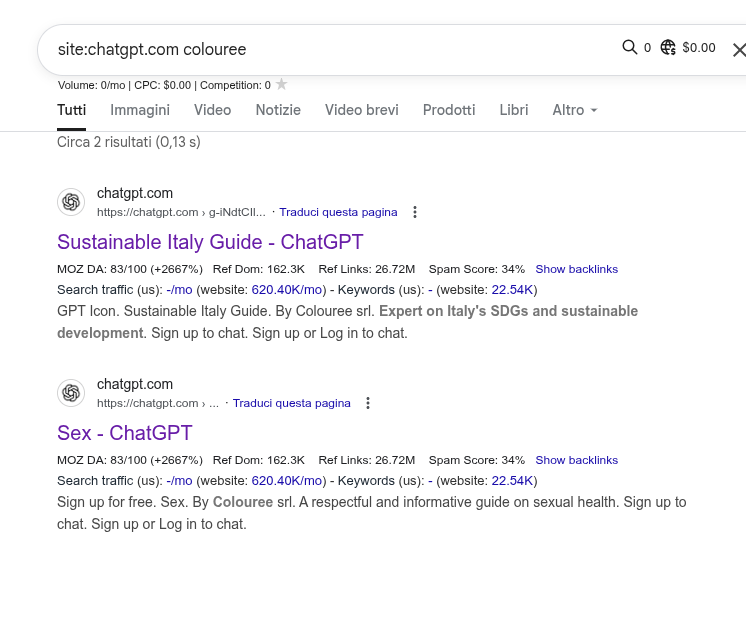 site:chatgpt.com colouree 0 $0.00
Volume: 0/mo | CPC: $0.00 | Competition: 0
Tutti Immagini Video Notizie Video brevi Prodotti Libri Altro
Circa 2 risultati (0,13 s)
chatgpt.com
https://chatgpt.com › g-iNdtCIl... · Traduci questa pagina
Sustainable Italy Guide - ChatGPT
MOZ DA: 83/100 (+2667%) Ref Dom: 162.3K Ref Links: 26.72M Spam Score: 34% Show backlinks
Search traffic (us): -/mo (website: 620.40K/mo) - Keywords (us): - (website: 22.54K)
GPT Icon. Sustainable Italy Guide. By Colouree srl. Expert on Italy's SDGs and sustainable
development. Sign up to chat. Sign up or Log in to chat.
chatgpt.com
https://chatgpt.com › ... · Traduci questa pagina
Sex - ChatGPT
MOZ DA: 83/100 (+2667%) Ref Dom: 162.3K Ref Links: 26.72M Spam Score: 34% Show backlinks
Search traffic (us): -/mo (website: 620.40K/mo) - Keywords (us): - (website: 22.54K)
Sign up for free. Sex. By Colouree srl. A respectful and informative guide on sexual health. Sign up to
chat. Sign up or Log in to chat.